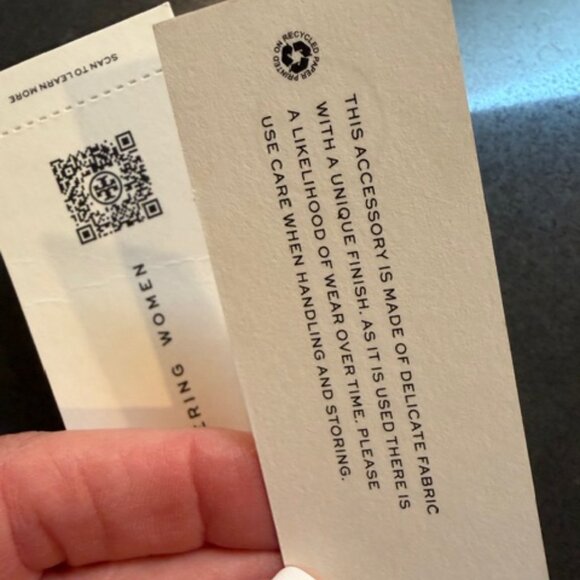 SCAN TO LEARN MORE
ERING WOMEN
PRINTED ON RECYCLED PAPER
THIS ACCESSORY IS MADE OF DELICATE FABRIC
WITH A UNIQUE FINISH. AS IT IS USED THERE IS
A LIKELIHOOD OF WEAR OVER TIME. PLEASE
USE CARE WHEN HANDLING AND STORING.